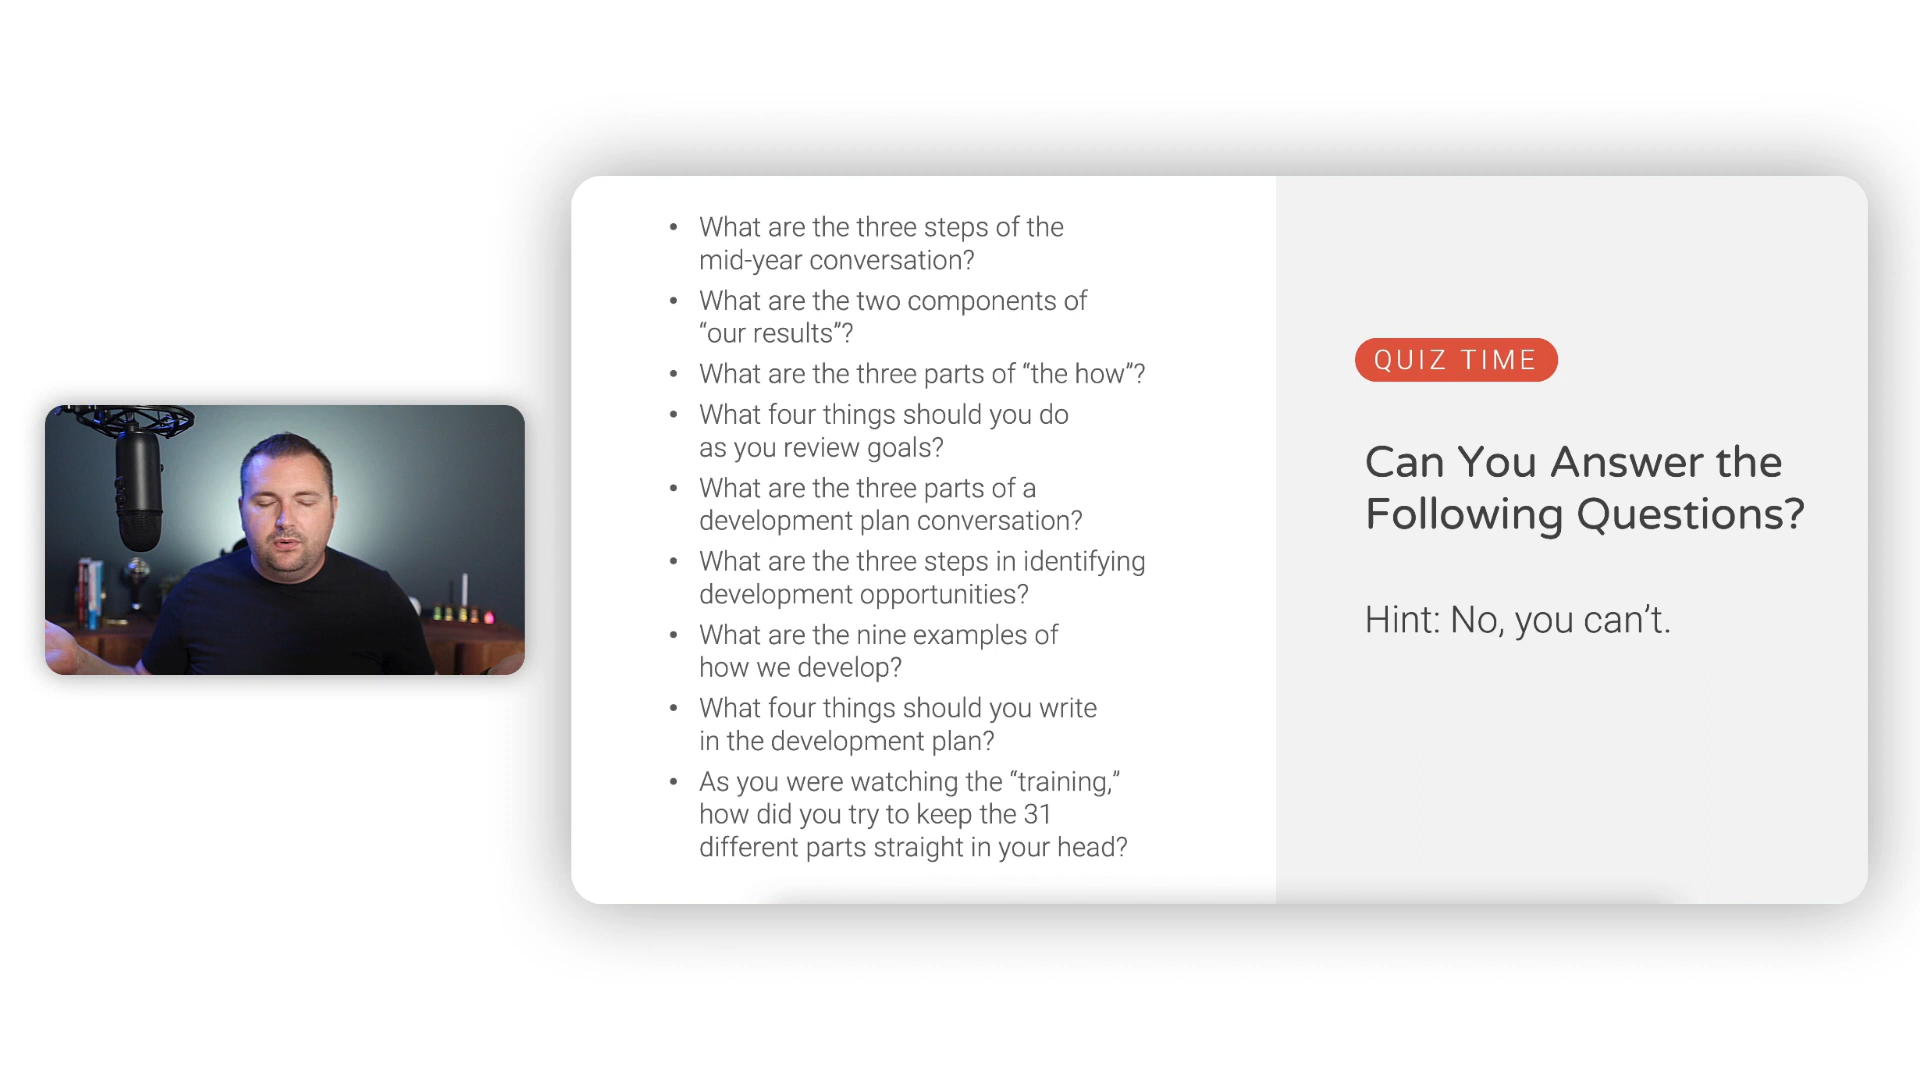 • What are the three steps of the
mid-year conversation?
• What are the two components of
“our results”?
• What are the three parts of “the how”?
• What four things should you do
as you review goals?
• What are the three parts of a
development plan conversation?
• What are the three steps in identifying
development opportunities?
• What are the nine examples of
how we develop?
• What four things should you write
in the development plan?
• As you were watching the “training,”
how did you try to keep the 31
different parts straight in your head?
QUIZ TIME
Can You Answer the
Following Questions?
Hint: No, you can’t.